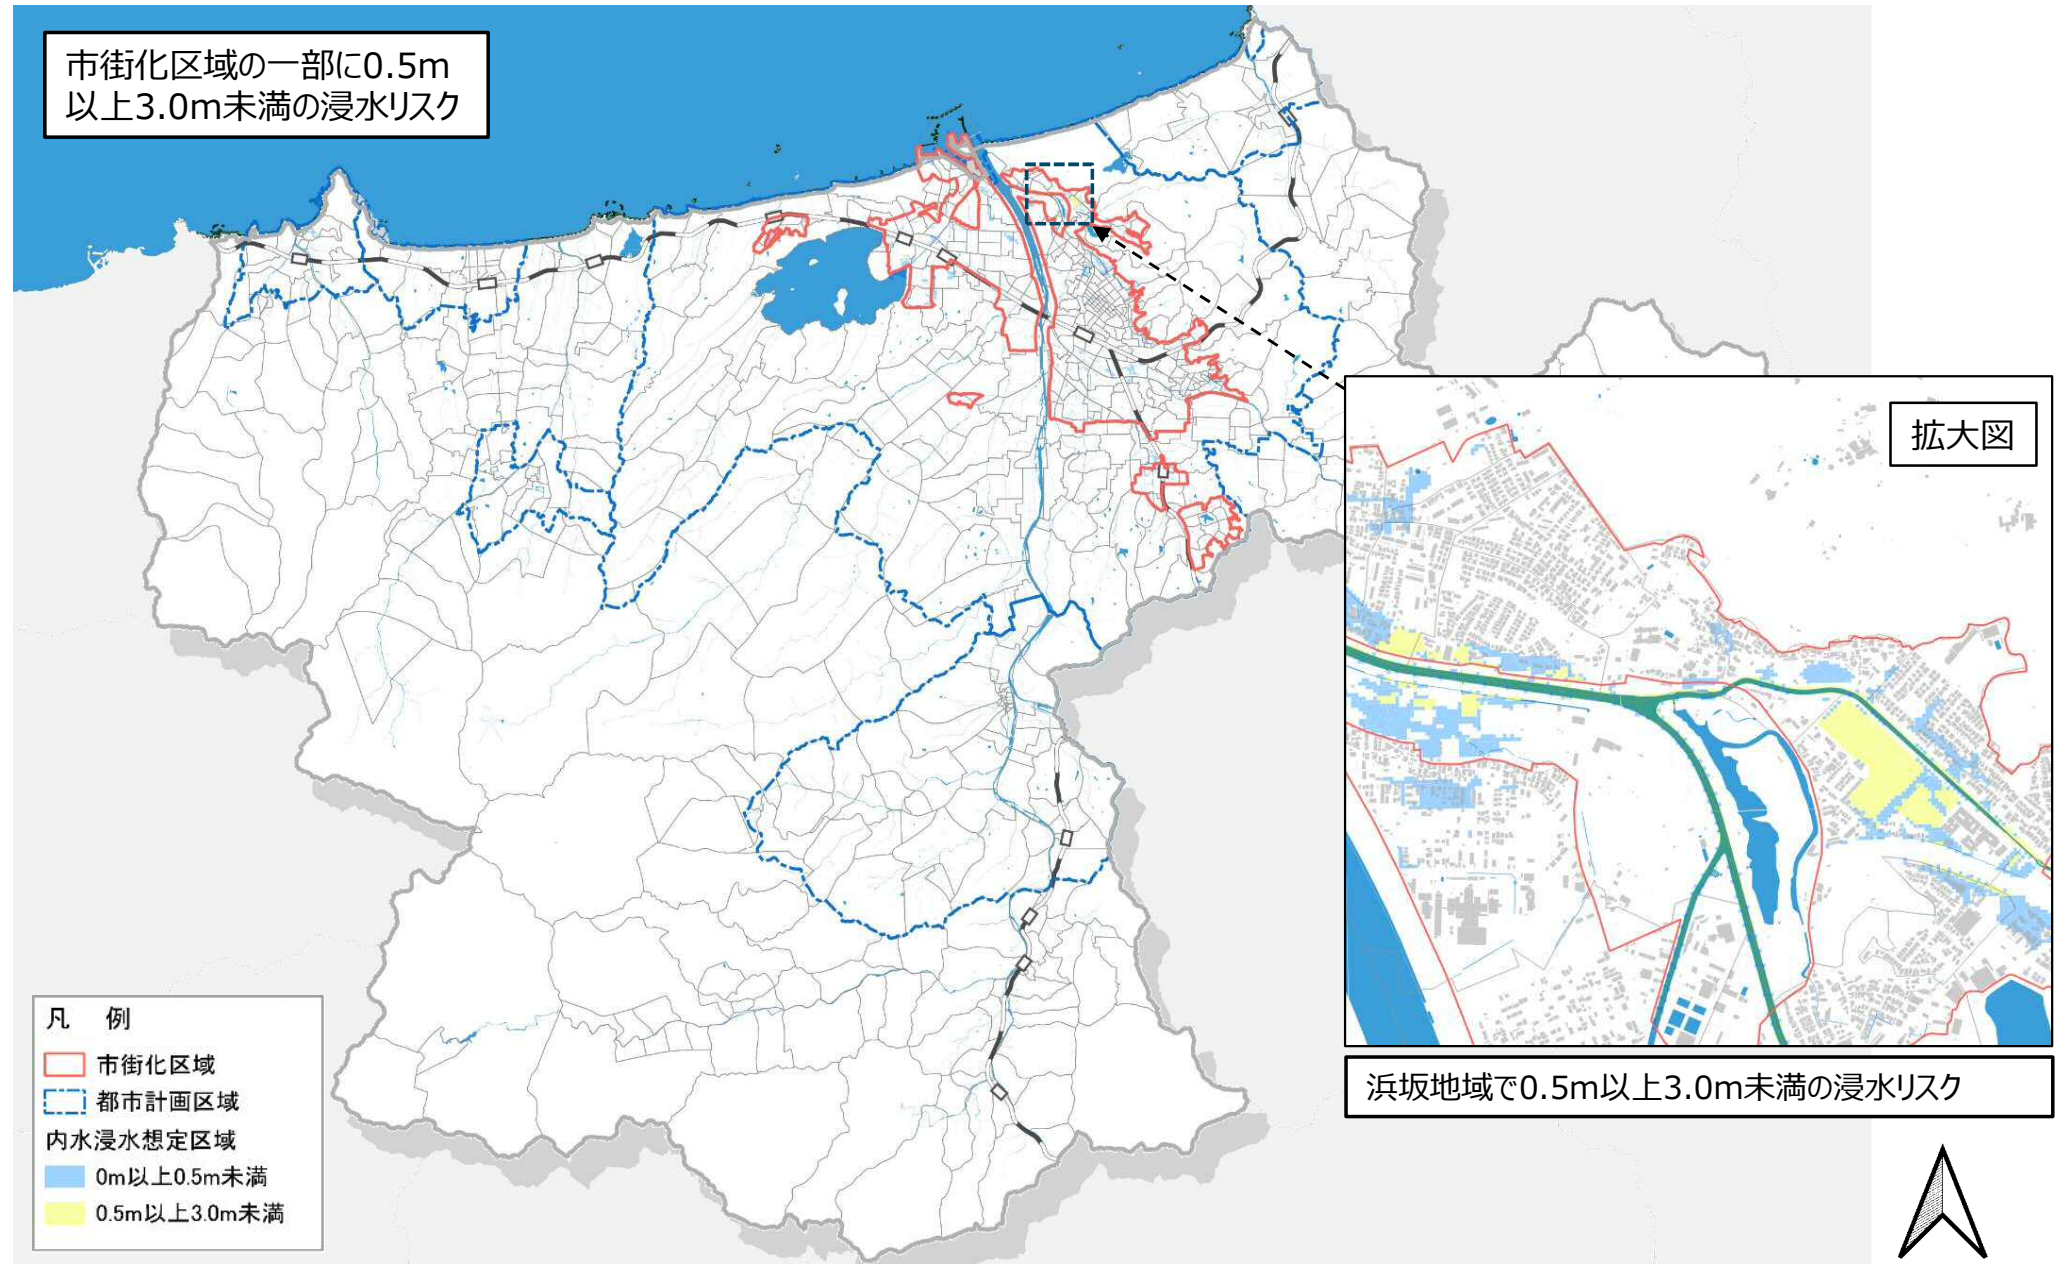 市街化区域の一部に0.5m
以上3.0m未満の浸水リスク
拡大図
浜坂地域で0.5m以上3.0m未満の浸水リスク
凡 例
市街化区域
都市計画区域
内水浸水想定区域
0m以上0.5m未満
0.5m以上3.0m未満